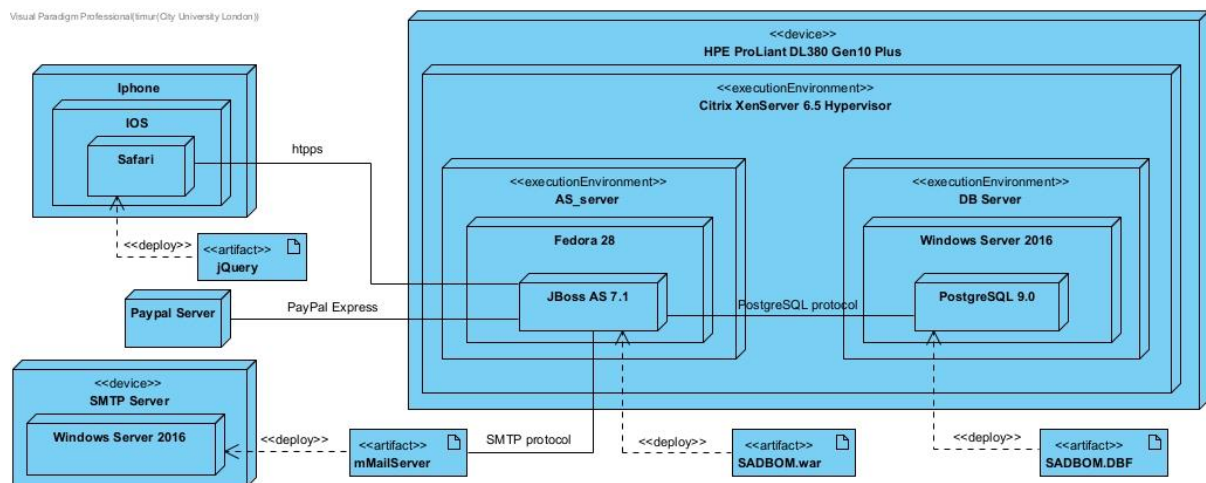 Visual Paradigm Professional(timur(City University London))
<<device>>
HPE ProLiant DL380 Gen10 Plus
<<executionEnvironment>>
Citrix XenServer 6.5 Hypervisor
Iphone
IOS
Safari
htpps
<<executionEnvironment>>
AS_server
Fedora 28
JBoss AS 7.1
<<executionEnvironment>>
DB Server
Windows Server 2016
PostgreSQL 9.0
<<deploy>>
<<artifact>>
jQuery
Paypal Server
PayPal Express
PostgreSQL protocol
<<device>>
SMTP Server
Windows Server 2016
<<deploy>>
<<artifact>>
mMailServer
SMTP protocol
<<deploy>>
<<artifact>>
SADBOM.war
<<deploy>>
<<artifact>>
SADBOM.DBF